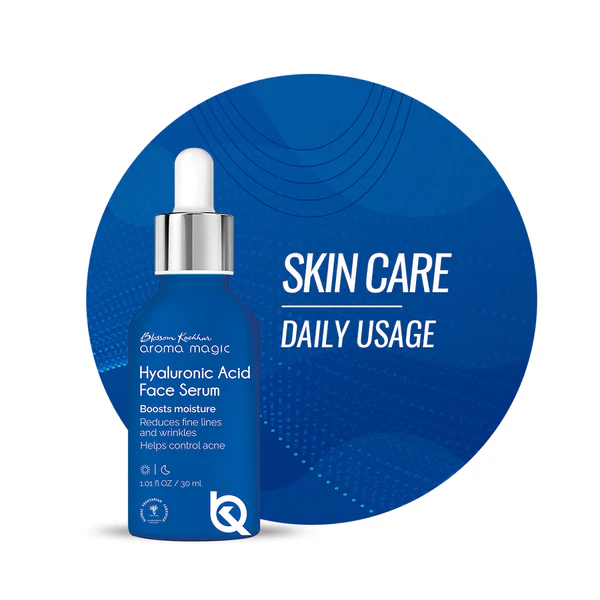 SKIN CARE
DAILY USAGE
Blossom Kochhar
aroma magic
Hyaluronic Acid
Face Serum
Boosts moisture
Reduces fine lines
and wrinkles
Helps control acne
1.01 fl OZ / 30 ml